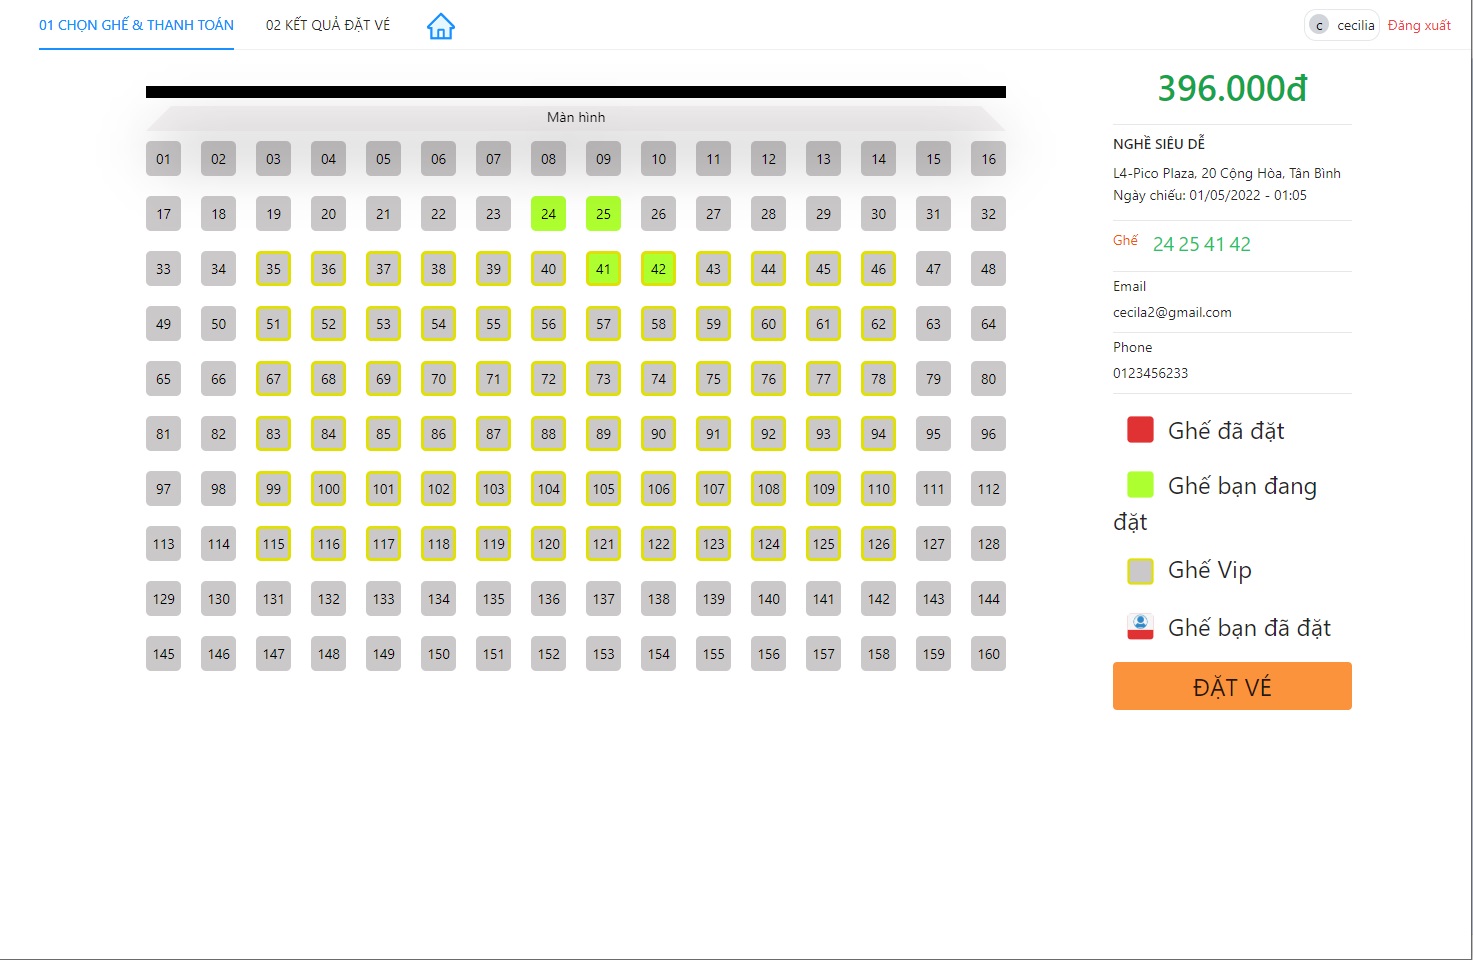 01 CHỌN GHẾ & THANH TOÁN 02 KẾT QUẢ ĐẶT VÉ c cecilia Đăng xuất
Màn hình
01 02 03 04 05 06 07 08 09 10 11 12 13 14 15 16
17 18 19 20 21 22 23 24 25 26 27 28 29 30 31 32
33 34 35 36 37 38 39 40 41 42 43 44 45 46 47 48
49 50 51 52 53 54 55 56 57 58 59 60 61 62 63 64
65 66 67 68 69 70 71 72 73 74 75 76 77 78 79 80
81 82 83 84 85 86 87 88 89 90 91 92 93 94 95 96
97 98 99 100 101 102 103 104 105 106 107 108 109 110 111 112
113 114 115 116 117 118 119 120 121 122 123 124 125 126 127 128
129 130 131 132 133 134 135 136 137 138 139 140 141 142 143 144
145 146 147 148 149 150 151 152 153 154 155 156 157 158 159 160
396.000đ
NGHỀ SIÊU DỄ
L4-Pico Plaza, 20 Cộng Hòa, Tân Bình
Ngày chiếu: 01/05/2022 - 01:05
Ghế 24 25 41 42
Email
cecila2@gmail.com
Phone
0123456233
Ghế đã đặt
Ghế bạn đang
đặt
Ghế Vip
Ghế bạn đã đặt
ĐẶT VÉ